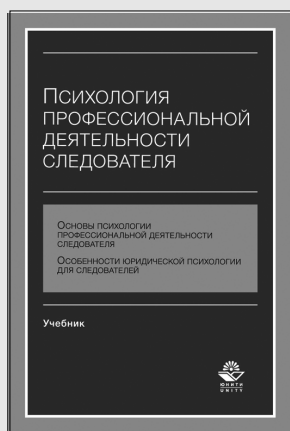 ПСИХОЛОГИЯ
ПРОФЕССИОНАЛЬНОЙ
ДЕЯТЕЛЬНОСТИ
СЛЕДОВАТЕЛЯ
ОСНОВЫ ПСИХОЛОГИИ
ПРОФЕССИОНАЛЬНОЙ ДЕЯТЕЛЬНОСТИ
СЛЕДОВАТЕЛЯ
ОСОБЕННОСТИ ЮРИДИЧЕСКОЙ ПСИХОЛОГИИ
ДЛЯ СЛЕДОВАТЕЛЕЙ
Учебник
ЮНИТИ
UNITY